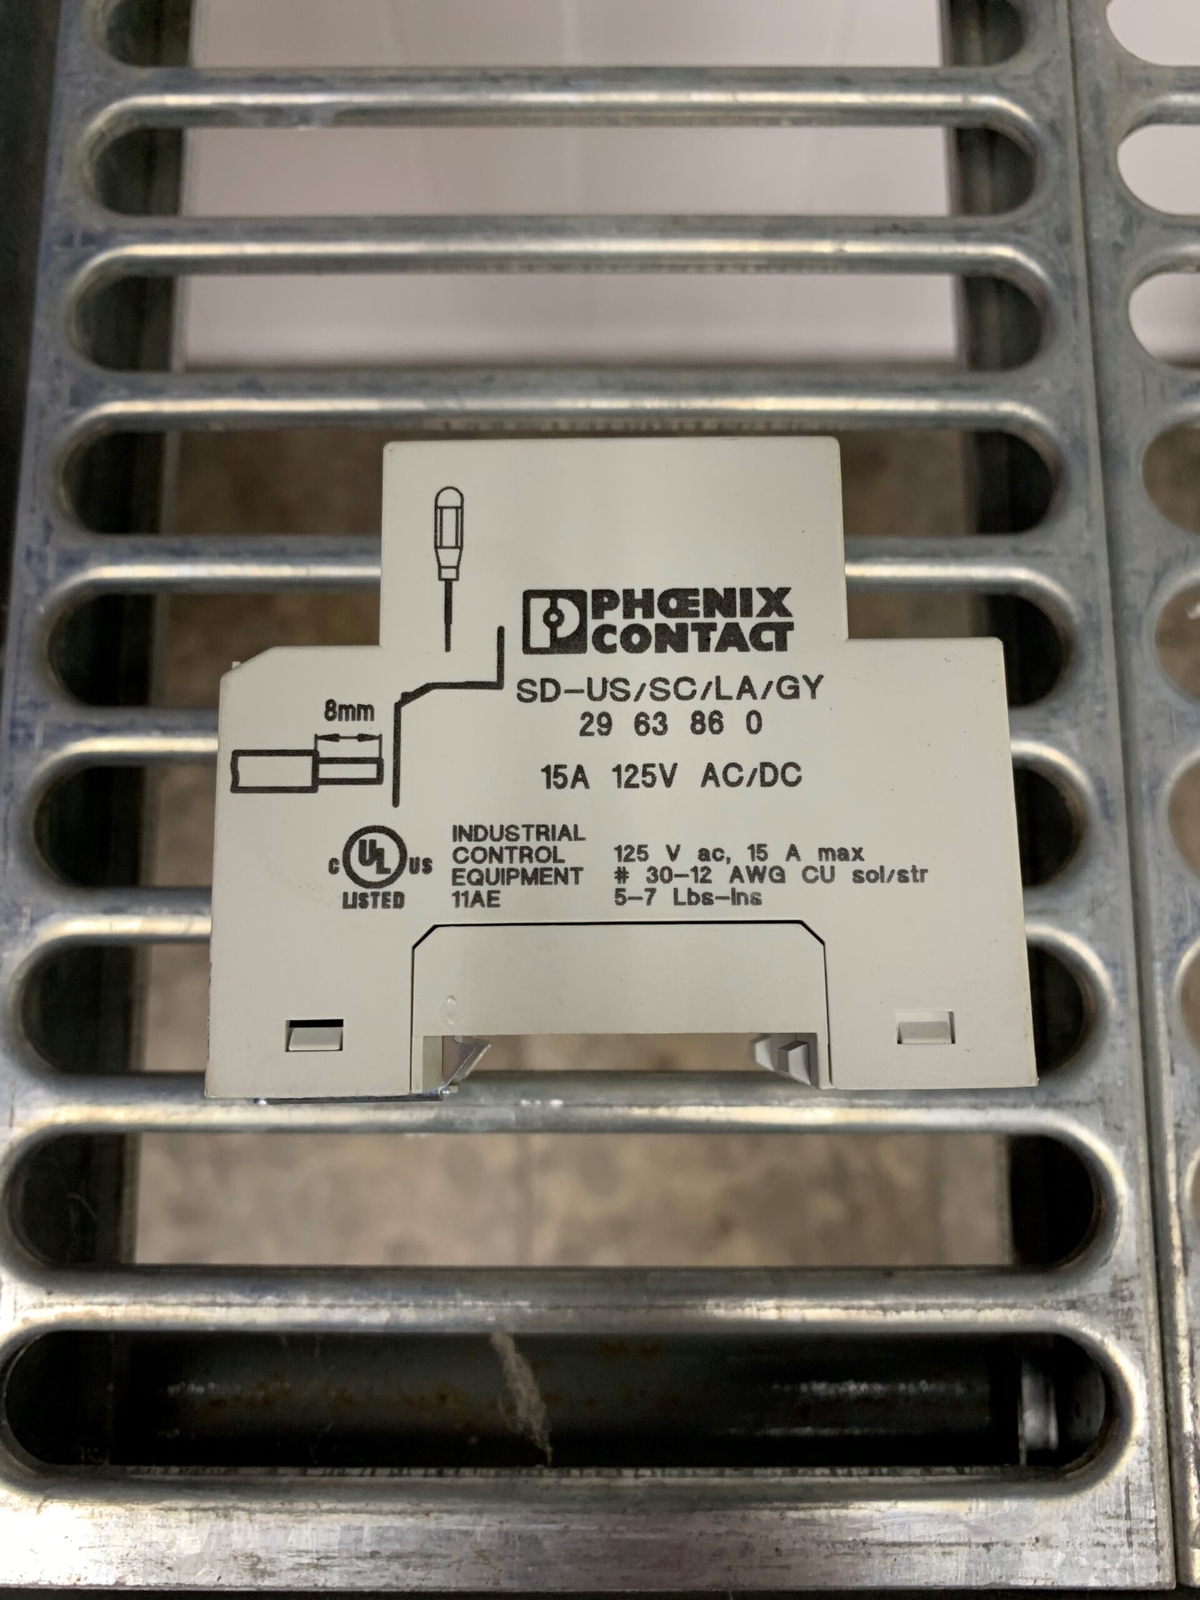 PHŒNIX
CONTACT
SD-US/SC/LA/GY
29 63 86 0
8mm
15A 125V AC/DC
C UL US
LISTED
INDUSTRIAL
CONTROL
EQUIPMENT
11AE
125 V ac, 15 A max
# 30-12 AWG CU sol/str
5-7 Lbs-Ins